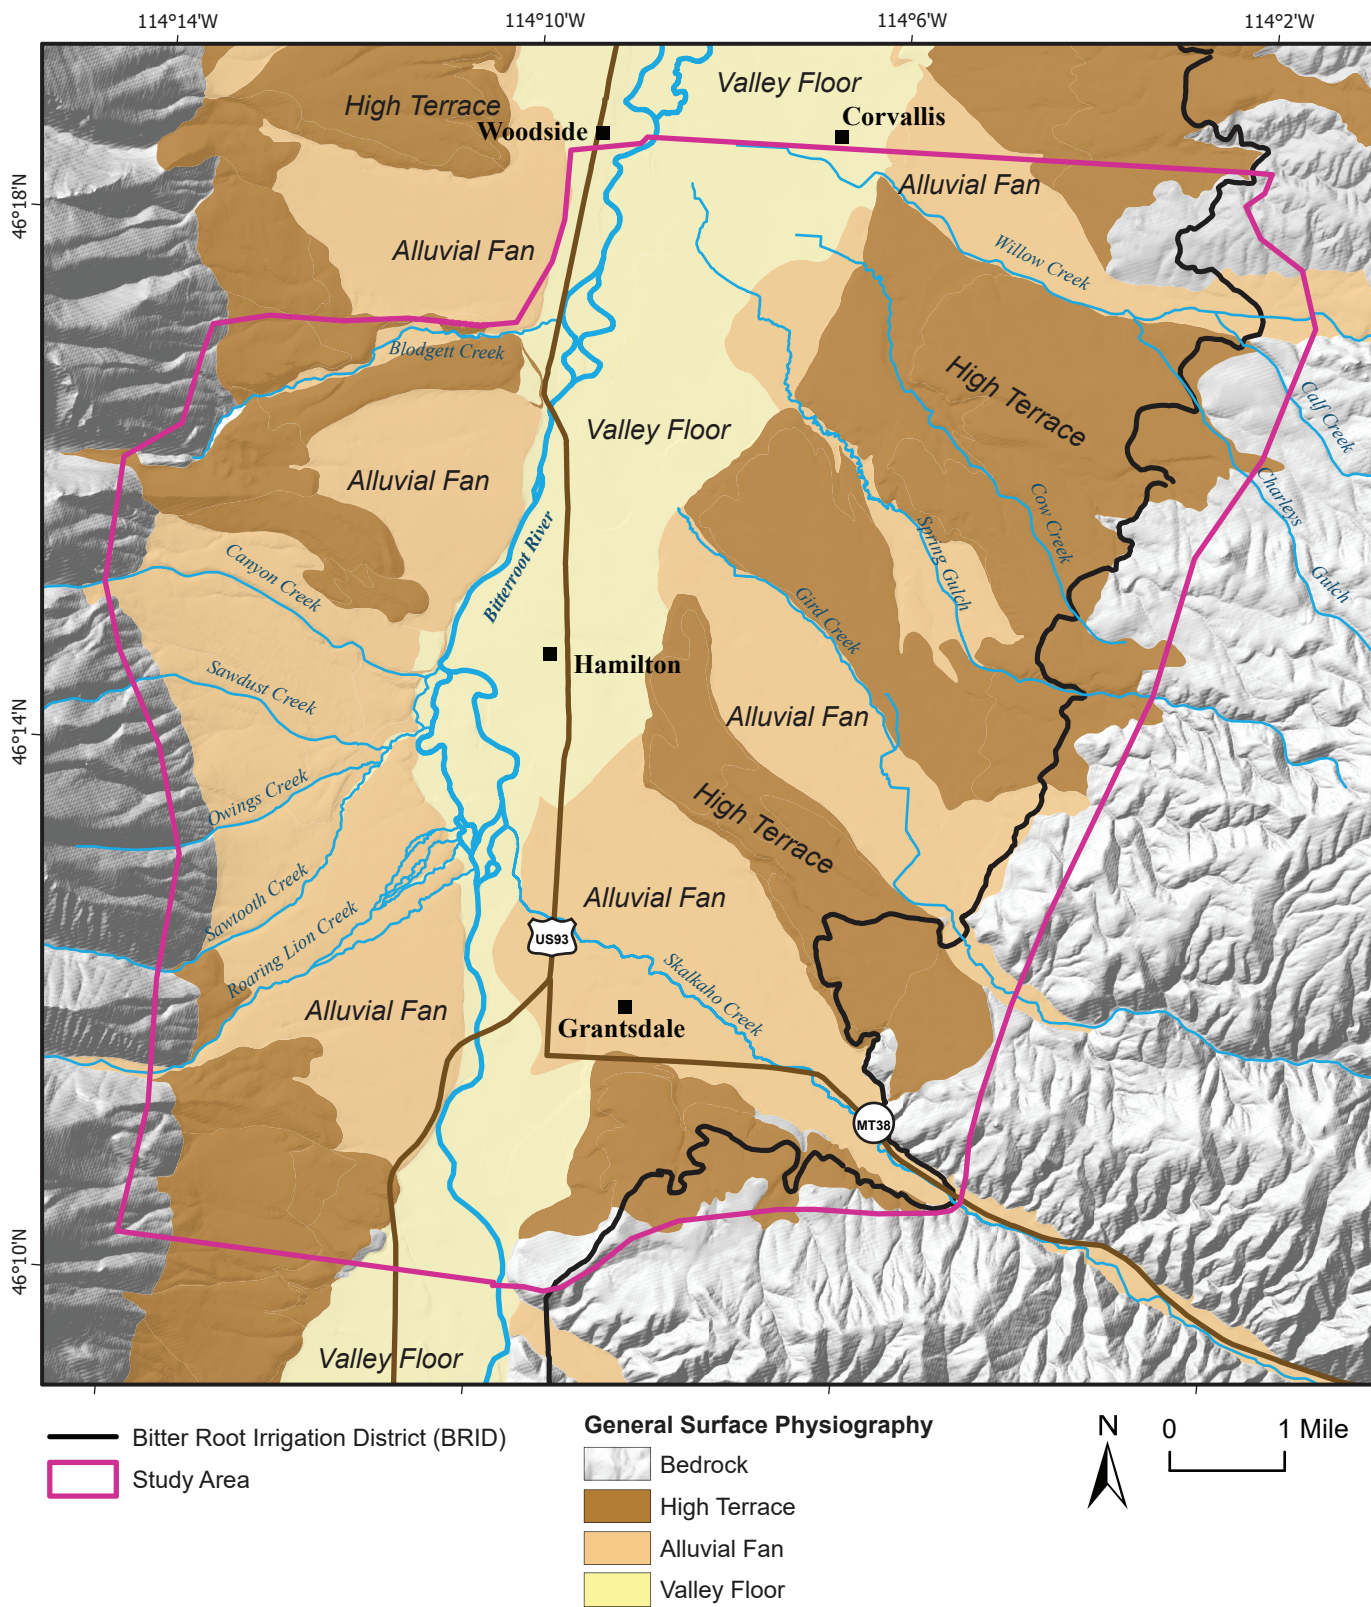 114°14'W
114°10'W
114°6'W
114°2'W
Valley Floor
High Terrace
Corvallis
Woodside
46°18'N
Alluvial Fan
Alluvial Fan
Willow Creek
Blodgett Creek
High Terrace
Calf Creek
Valley Floor
Alluvial Fan
Charleys
Gulch
Cow Creek
Spring Gulch
Bitterroot River
Canyon Creek
Gird Creek
Hamilton
Sawdust Creek
Alluvial Fan
46°14'N
Owings Creek
High Terrace
Sawtooth Creek
Alluvial Fan
Roaring Lion Creek
US93
Skalkaho Creek
Alluvial Fan
Grantsdale
MT38
46°10'N
Valley Floor
Bitter Root Irrigation District (BRID)
Study Area
General Surface Physiography
Bedrock
High Terrace
Alluvial Fan
Valley Floor
N
0 1 Mile